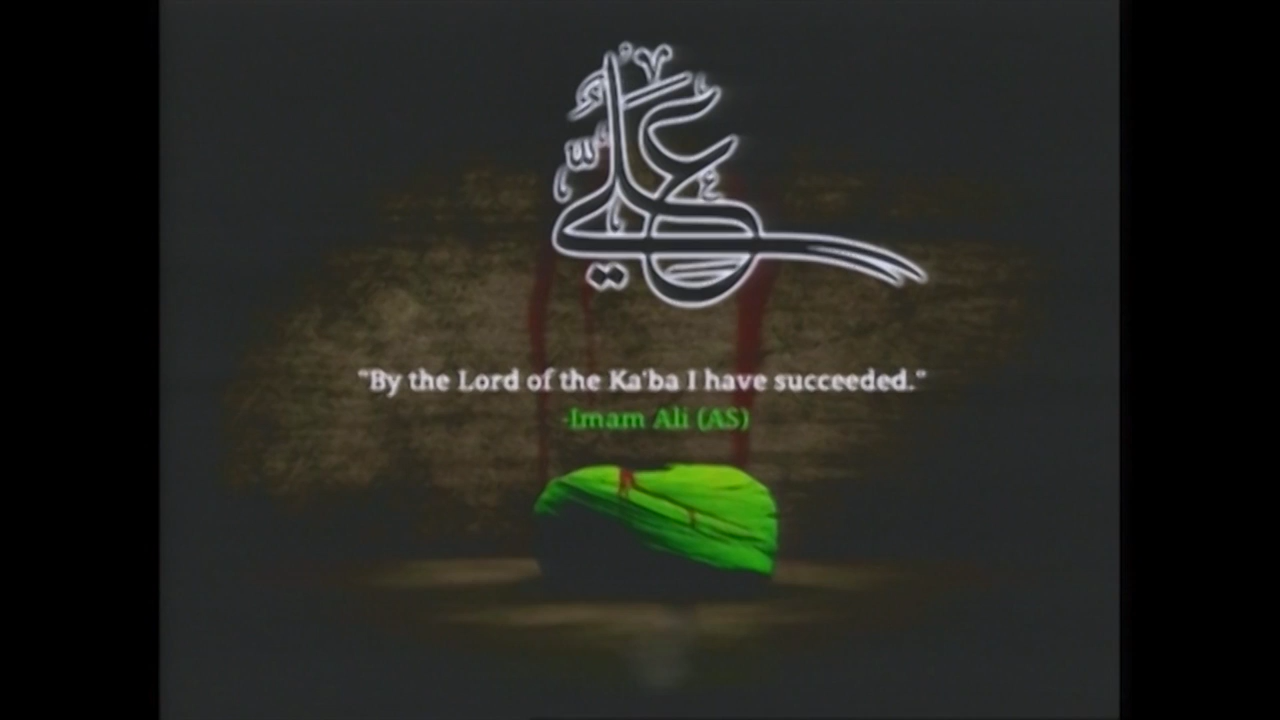 علي
"By the Lord of the Ka'ba I have succeeded."
-Imam Ali (AS)